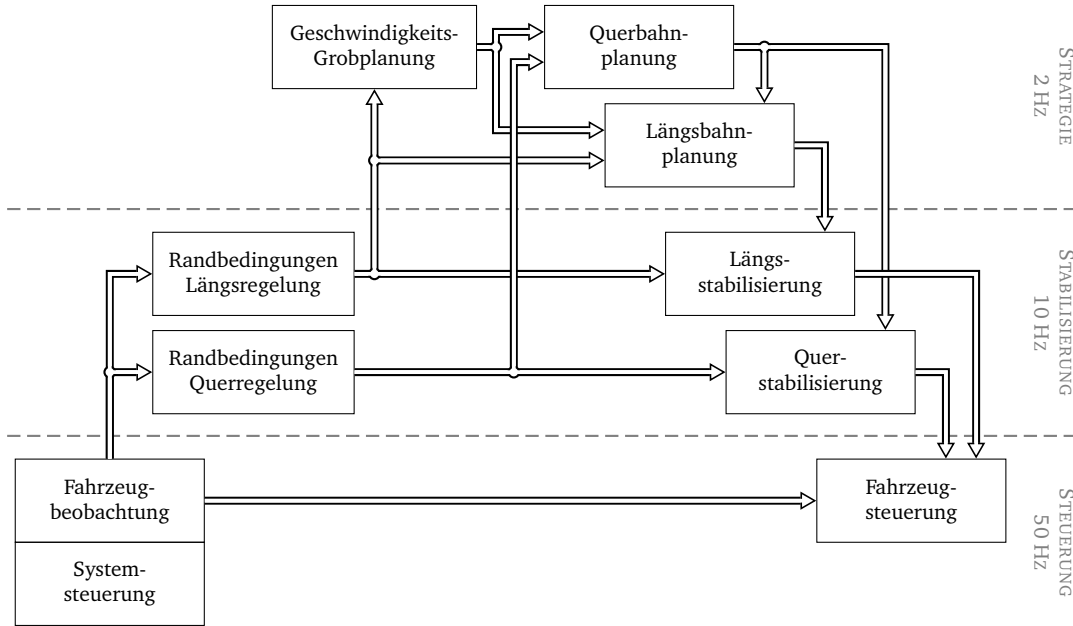 Geschwindigkeits-
Grobplanung
Querbahn-
planung
Längsbahn-
planung
STRATEGIE
2 Hz
Randbedingungen
Längsregelung
Längs-
stabilisierung
Randbedingungen
Querregelung
Quer-
stabilisierung
STABILISIERUNG
10 Hz
Fahrzeug-
beobachtung
Fahrzeug-
steuerung
System-
steuerung
STEUERUNG
50 Hz